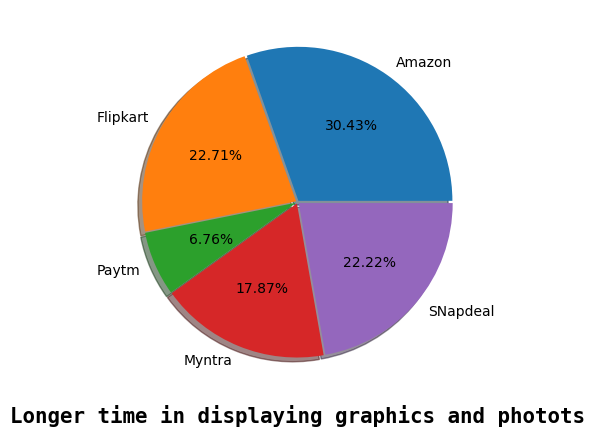 Amazon
30.43%
Flipkart
22.71%
6.76%
Paytm
17.87%
Myntra
22.22%
SNapdeal
Longer time in displaying graphics and photots